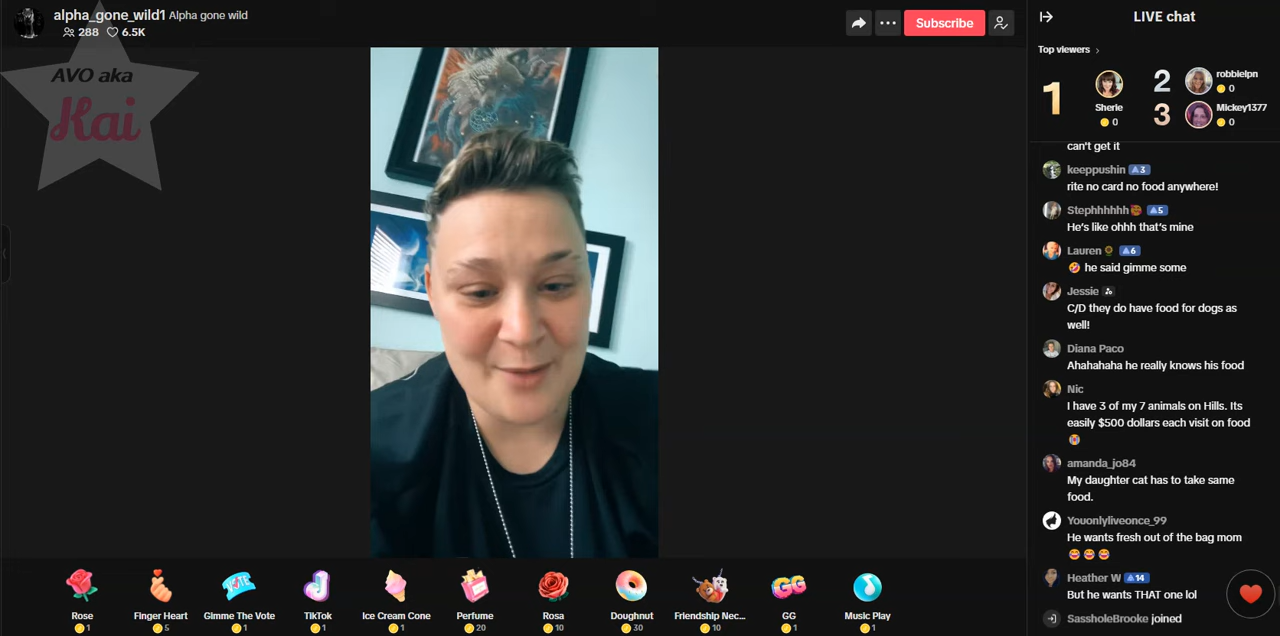 alpha_gone_wild1 Alpha gone wild
288 6.5K
AVO aka
Kai
Subscribe
LIVE chat
Top viewers
1
Sherie
0
2
robbielpn
0
3
Mickey1377
0
can't get it
keeppushin 3
rite no card no food anywhere!
Stephhhhhh 5
He's like ohhh that's mine
Lauren 6
🤣 he said gimme some
Jessie
C/D they do have food for dogs as
well!
Diana Paco
Ahahahaha he really knows his food
Nic
I have 3 of my 7 animals on Hills. Its
easily $500 dollars each visit on food
😭
amanda_jo84
My daughter cat has to take same
food.
Youonlyliveonce_99
He wants fresh out of the bag mom
😂😂😂
Heather W 14
But he wants THAT one lol
SassholeBrooke joined
VOTE
GG
Rose
1
Finger Heart
5
Gimme The Vote
1
TikTok
1
Ice Cream Cone
1
Perfume
20
Rosa
10
Doughnut
30
Friendship Nec...
10
GG
1
Music Play
1